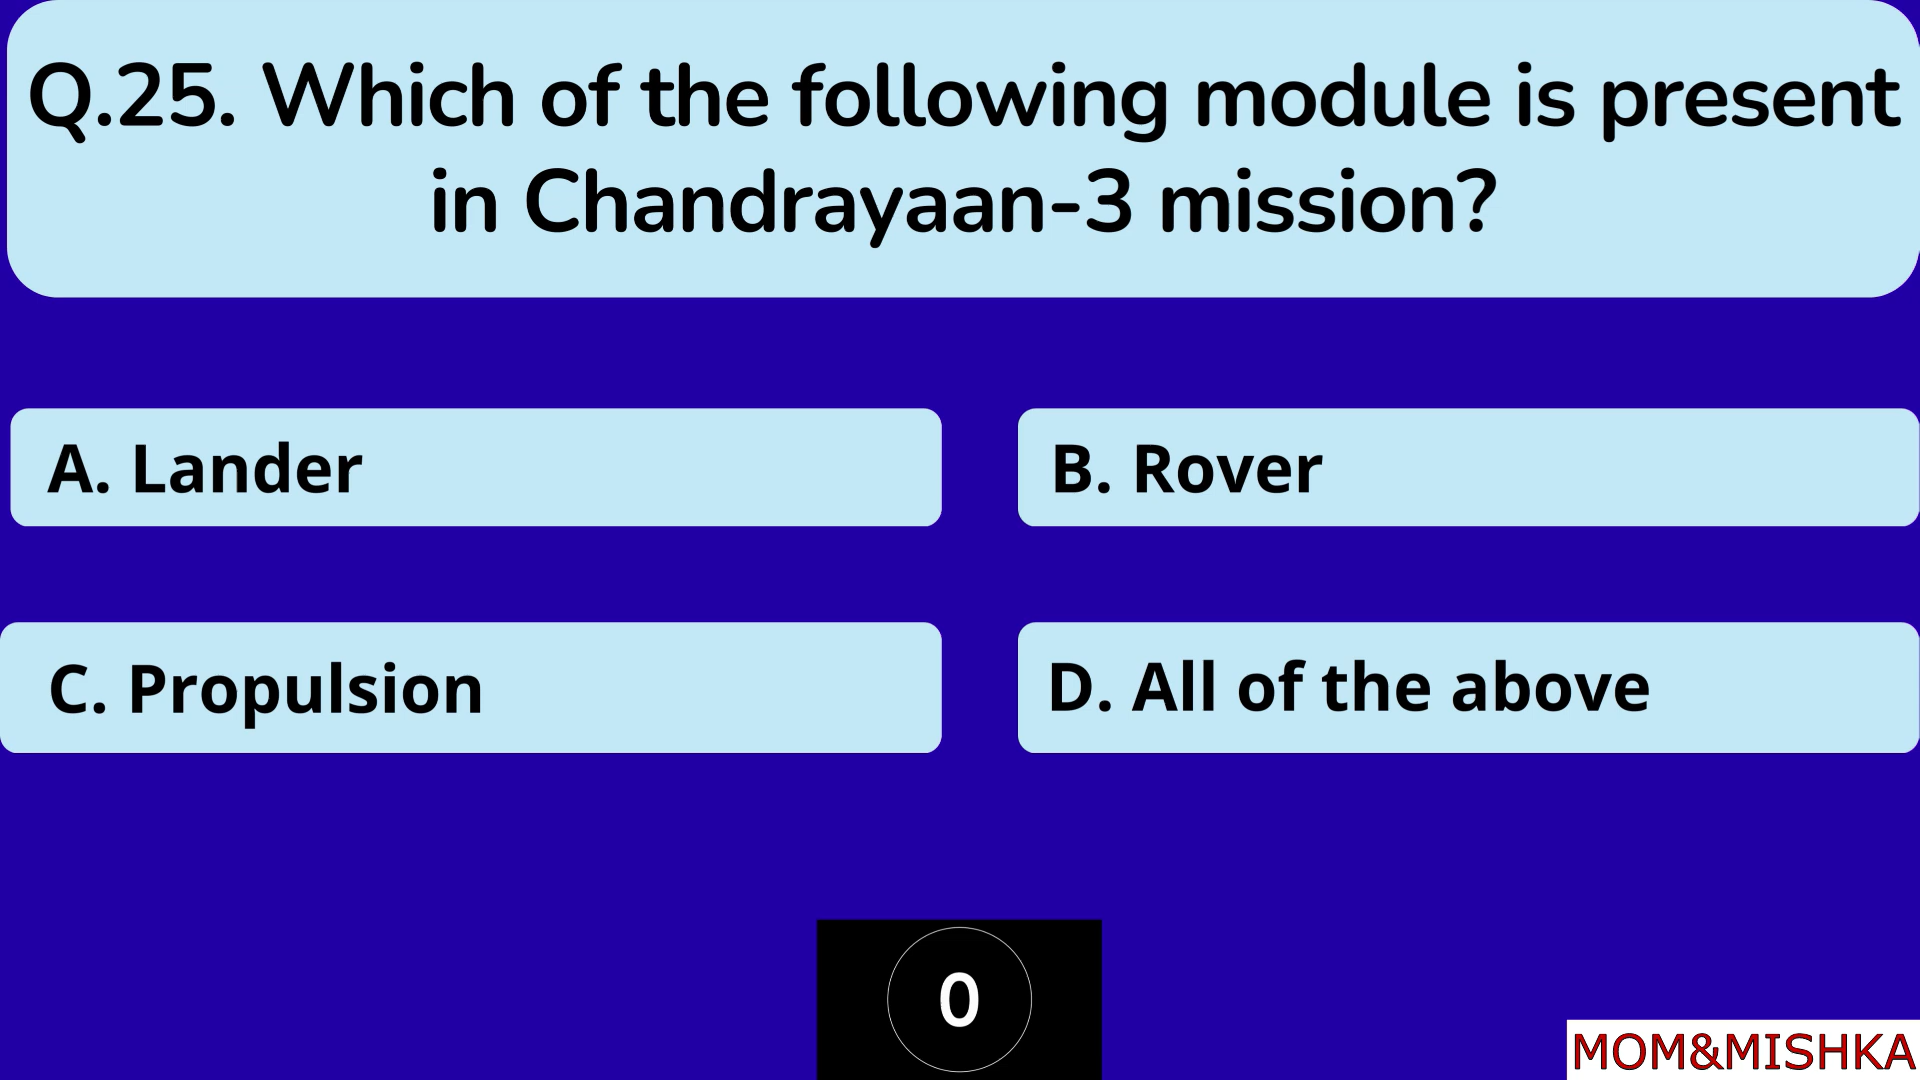 Q.25. Which of the following module is present
in Chandrayaan-3 mission?
A. Lander
B. Rover
C. Propulsion
D. All of the above
0
MOM&MISHKA